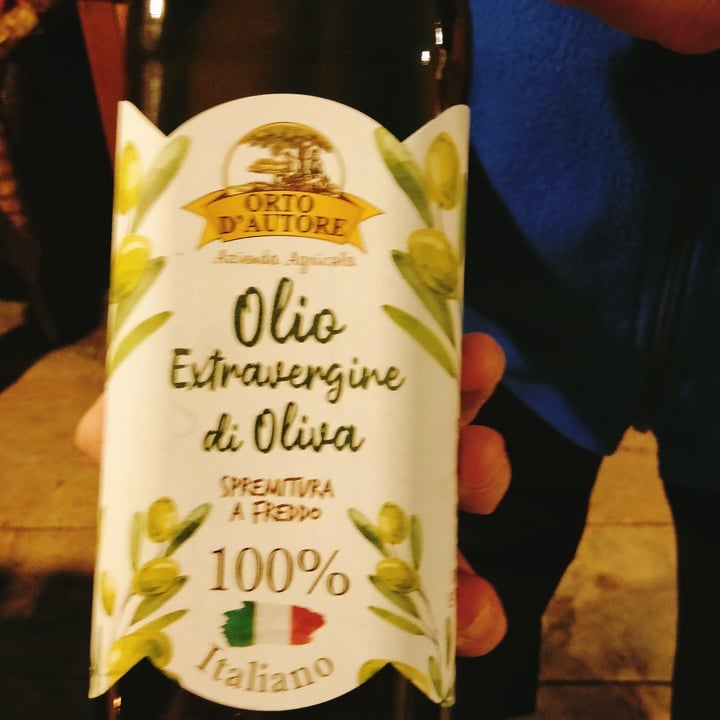 ORTO
D'AUTORE
Azienda Agricola
Olio
Extravergine
di Oliva
SPREMITURA
A FREDDO
100%
Italiano